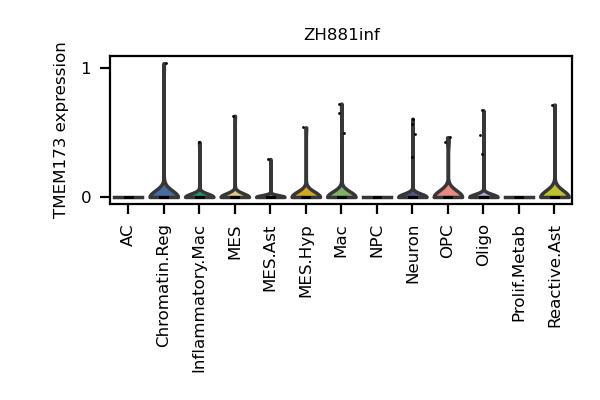 ZH881inf
TMEM173 expression
1
0
AC
Chromatin.Reg
Inflammatory.Mac
MES
MES.Ast
MES.Hyp
Mac
NPC
Neuron
OPC
Oligo
Prolif.Metab
Reactive.Ast